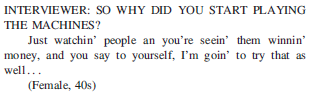 INTERVIEWER: SO WHY DID YOU START PLAYING
THE MACHINES?
Just watchin’ people an you’re seein’ them winnin’
money, and you say to yourself, I’m goin’ to try that as
well...
(Female, 40s)